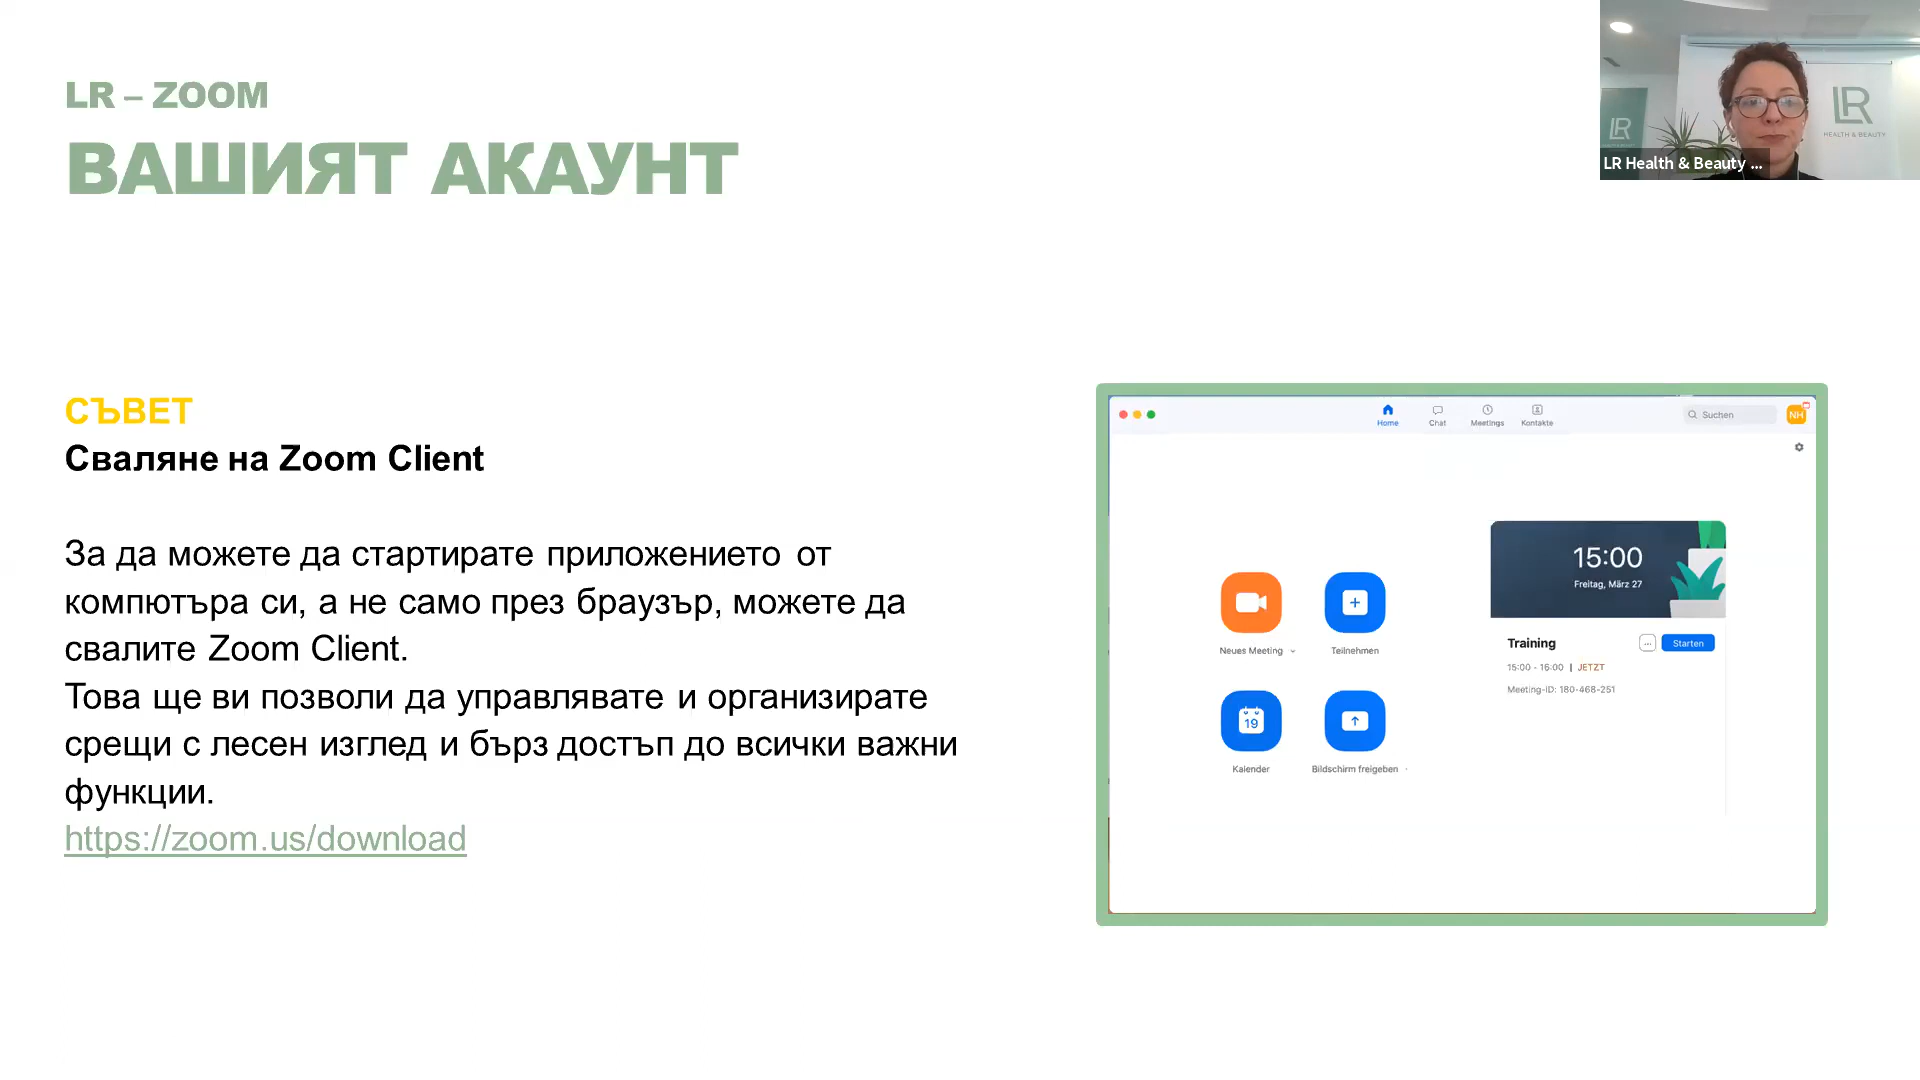 LR – ZOOM
ВАШИЯТ АКАУНТ
LR
HEALTH & BEAUTY
LR
LR Health & Beauty ...
СЪВЕТ
Сваляне на Zoom Client
За да можете да стартирате приложението от
компютъра си, а не само през браузър, можете да
свалите Zoom Client.
Това ще ви позволи да управлявате и организирате
срещи с лесен изглед и бърз достъп до всички важни
функции.
https://zoom.us/download
Home
Chat
Meetings
Kontakte
Suchen
NH
15:00
Freitag, März 27
Neues Meeting
Teilnehmen
Training
... Starten
15:00 - 16:00 | JETZT
Meeting-ID: 180-468-251
19
Kalender
Bildschirm freigeben